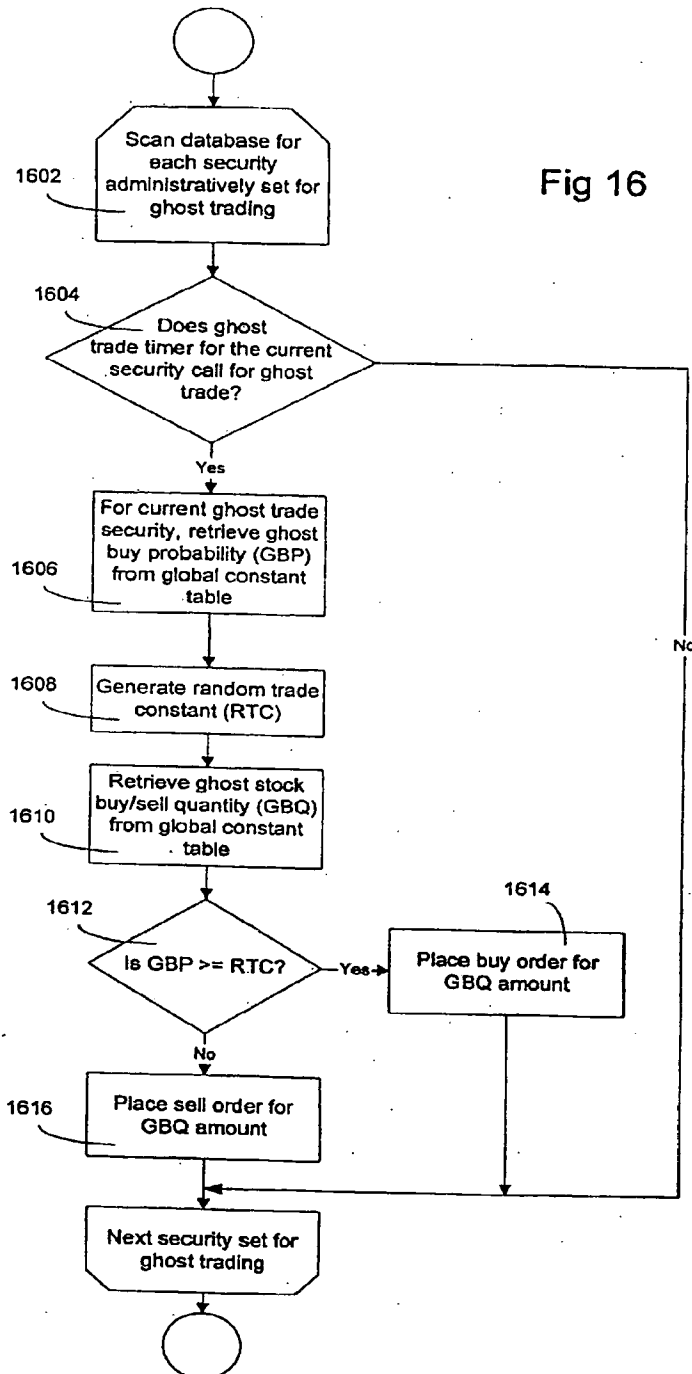 Fig 16
Scan database for
each security
administratively set for
ghost trading
1602
1604
Does ghost
trade timer for the current
security call for ghost
trade?
Yes
No
For current ghost trade
security, retrieve ghost
buy probability (GBP)
from global constant
table
1606
1608
Generate random trade
constant (RTC)
Retrieve ghost stock
buy/sell quantity (GBQ)
from global constant
table
1610
1612
Is GBP >= RTC?
Yes
1614
Place buy order for
GBQ amount
No
Place sell order for
GBQ amount
1616
Next security set for
ghost trading